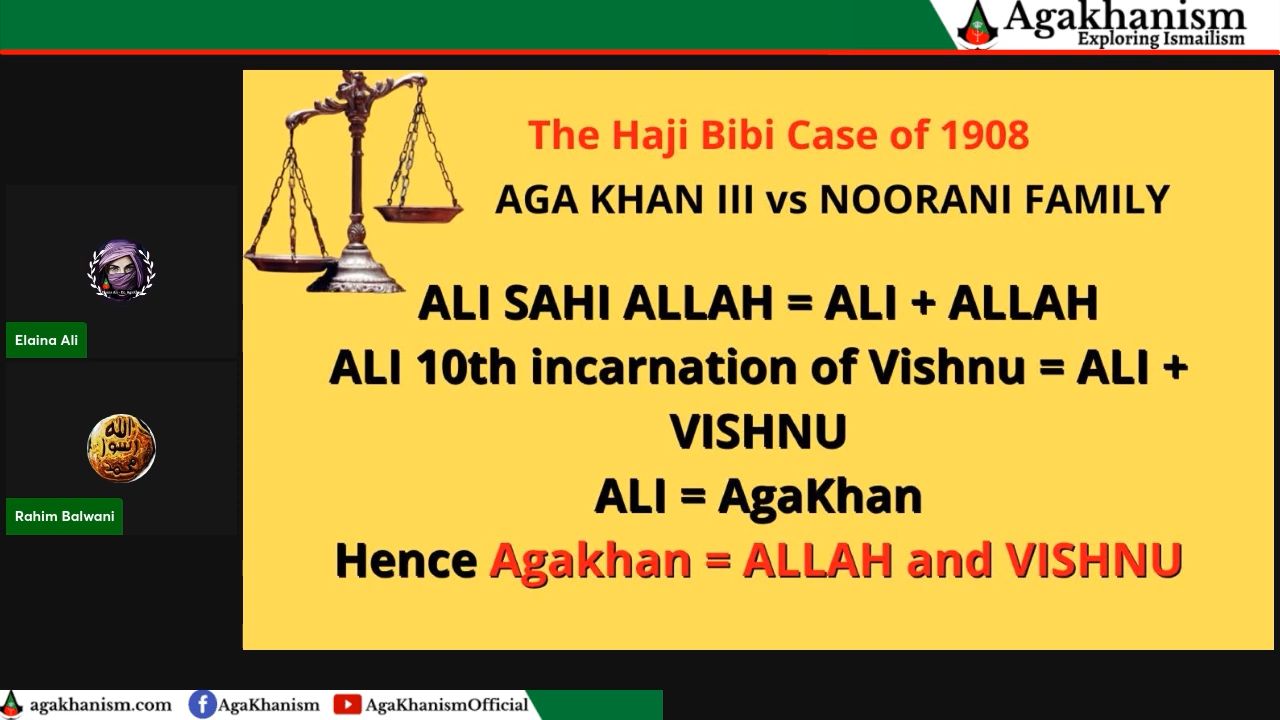 Agakhanism
Exploring Ismailism
The Haji Bibi Case of 1908
AGA KHAN III vs NOORANI FAMILY
ALI SAHI ALLAH = ALI + ALLAH
ALI 10th incarnation of Vishnu = ALI +
VISHNU
ALI = AgaKhan
Hence Agakhan = ALLAH and VISHNU
Elaina Ali
Rahim Balwani
agakhanism.com
AgaKhanism
AgaKhanismOfficial